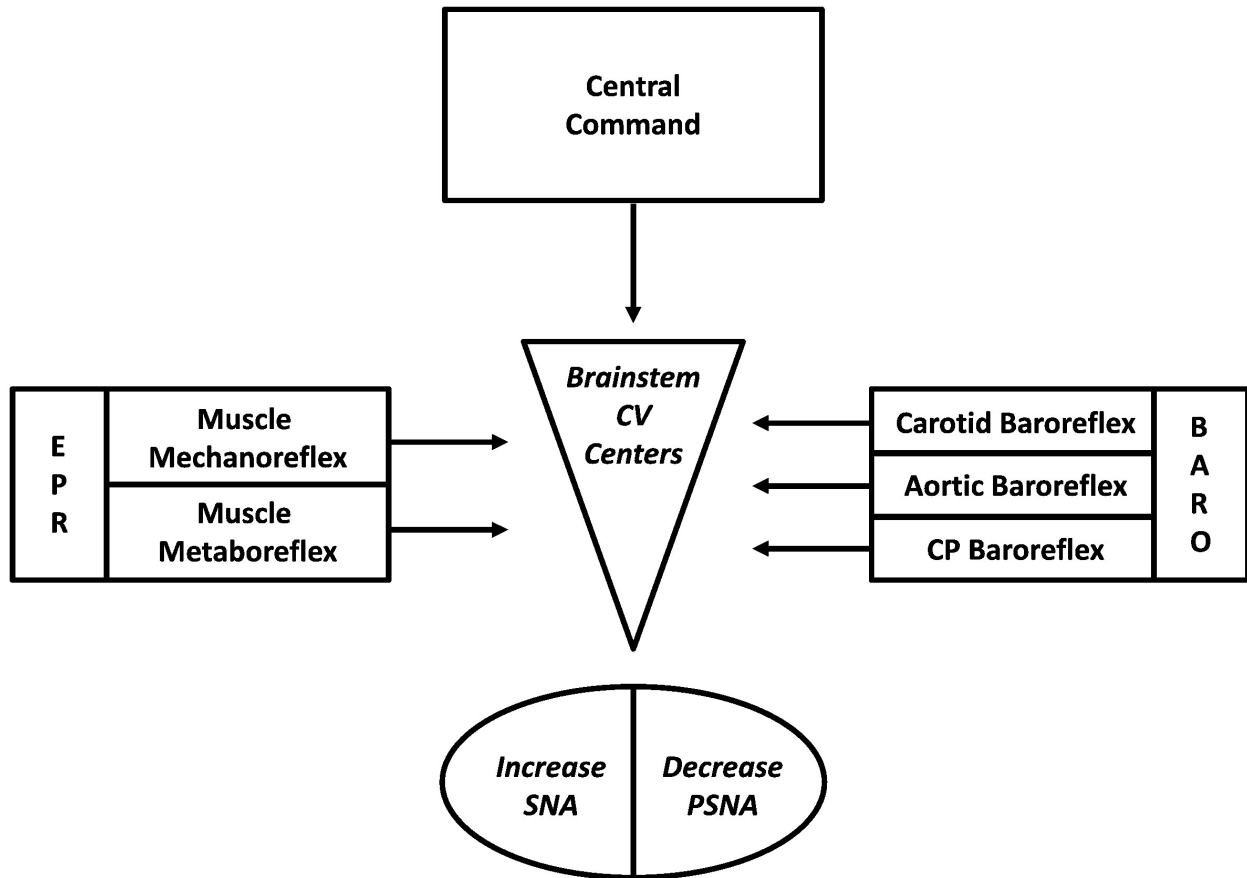 Central
Command
Brainstem
CV
Centers
E
P
R
Muscle
Mechanoreflex
Muscle
Metaboreflex
Carotid Baroreflex
Aortic Baroreflex
CP Baroreflex
B
A
R
O
Increase
SNA
Decrease
PSNA